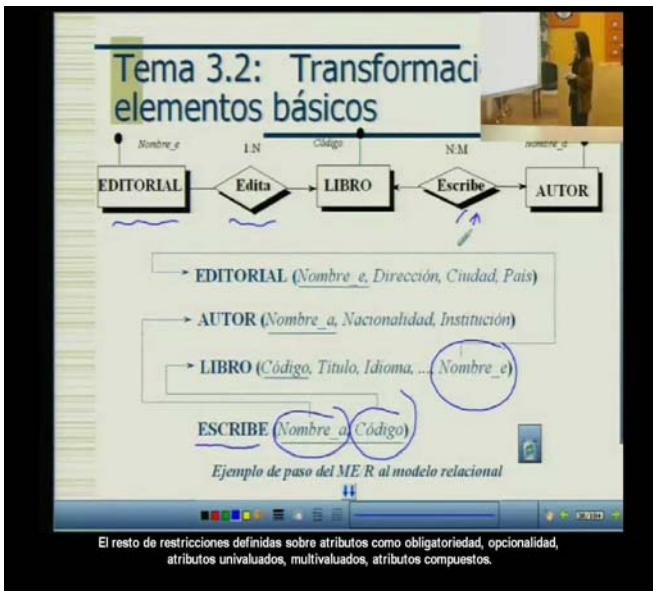 Tema 3.2: Transformaci
elementos básicos
Nombre_e
1:N
Código
N:M
EDITORIAL
Edita
LIBRO
Escribe
AUTOR
EDITORIAL (Nombre_e, Dirección, Ciudad, País)
AUTOR (Nombre_a, Nacionalidad, Institución)
LIBRO (Código, Título, Idioma, ..., Nombre_e)
ESCRIBE (Nombre_a, Código)
Ejemplo de paso del ME/R al modelo relacional
El resto de restricciones definidas sobre atributos como obligatoriedad, opcionalidad,
atributos univaluados, multivaluados, atributos compuestos.